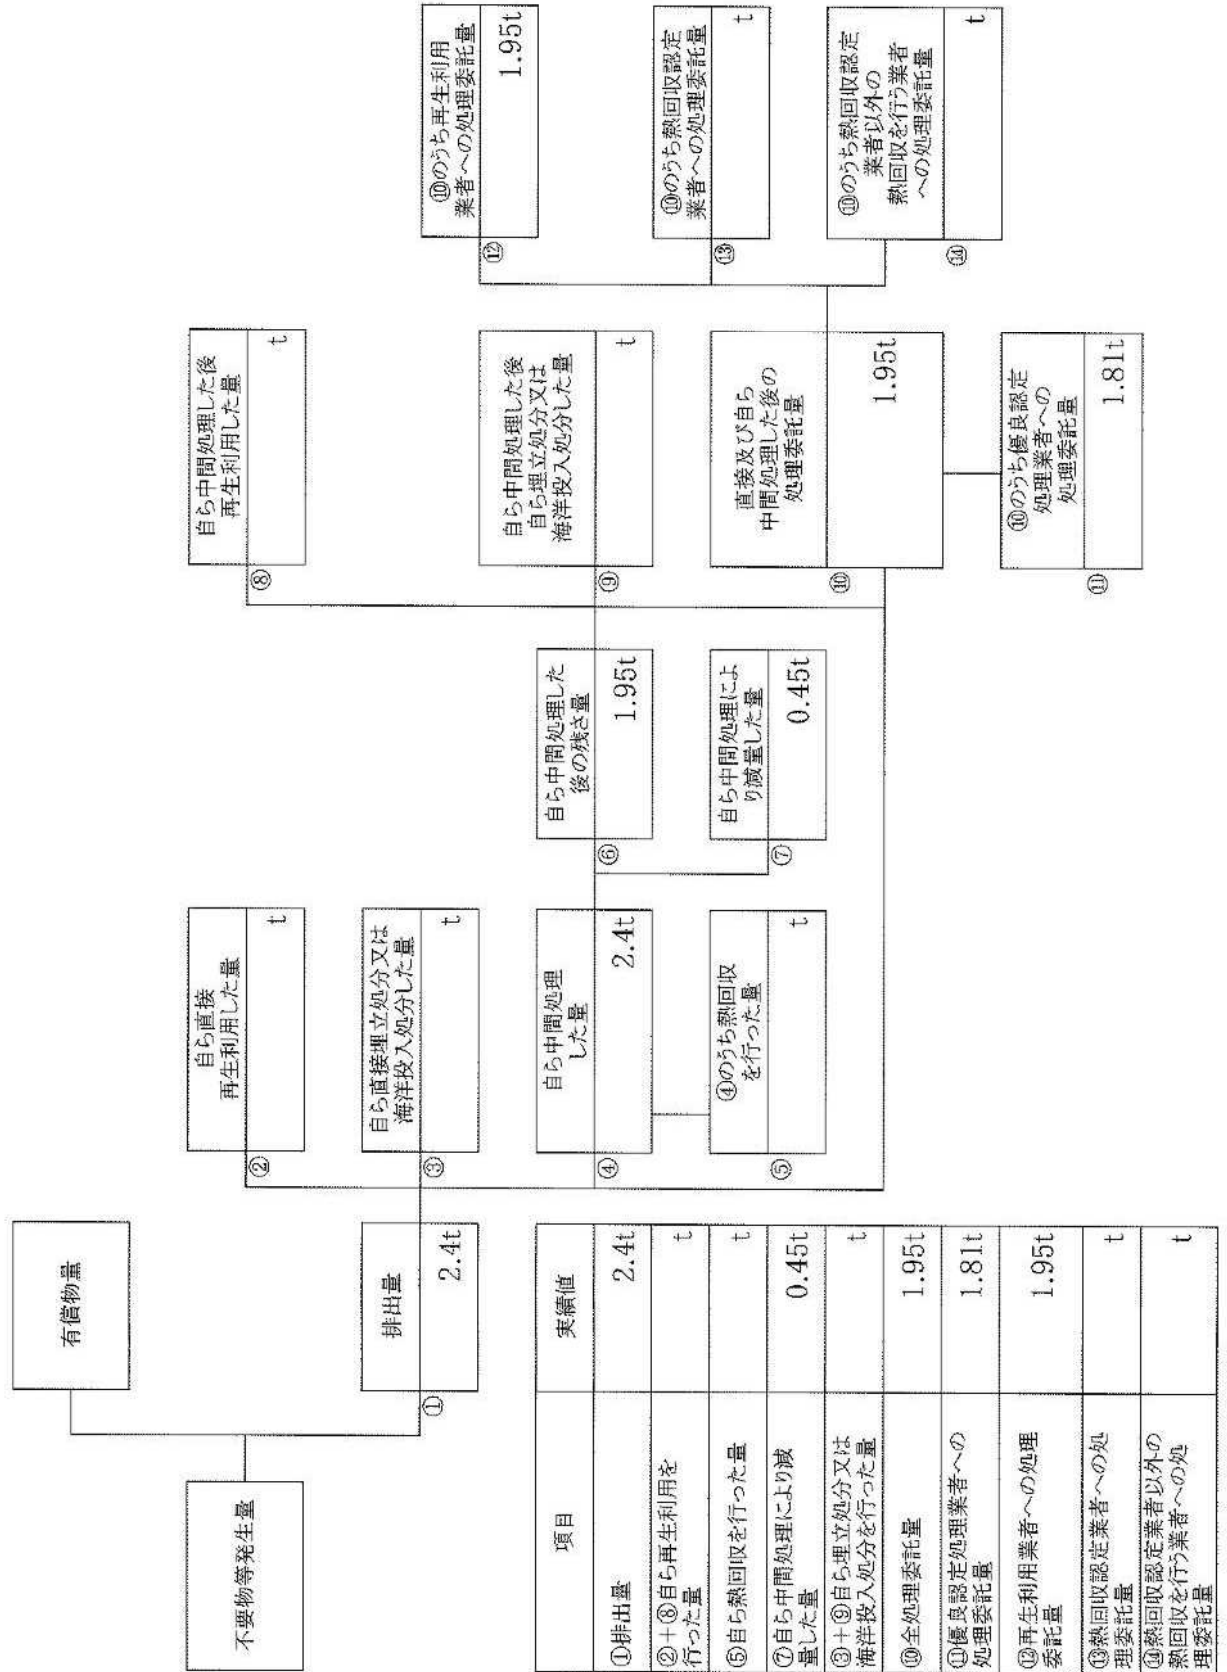 不要物等発生量
有償物量
①
排出量
2.4t
②
自ら直接
再生利用した量
t
③
自ら直接埋立処分又は
海洋投入処分した量
t
④
自ら中間処理
した量
2.4t
⑤
④のうち熱回収
を行った量
t
⑥
自ら中間処理した
後の残さ量
1.95t
⑦
自ら中間処理によ
り減量した量
0.45t
⑧
自ら中間処理した後
再生利用した量
t
⑨
自ら中間処理した後
自ら埋立処分又は
海洋投入処分した量
t
⑩
直接及び自ら
中間処理した後の
処理委託量
1.95t
⑪
⑩のうち優良認定
処理業者への
処理委託量
1.81t
⑫
⑩のうち再生利用
業者への処理委託量
1.95t
⑬
⑩のうち熱回収認定
業者への処理委託量
t
⑭
⑩のうち熱回収認定
業者以外の
熱回収を行う業者
への処理委託量
t
項目
実績値
①排出量
2.4t
②+⑧自ら再生利用を
行った量
t
⑤自ら熱回収を行った量
t
⑦自ら中間処理により減
量した量
0.45t
③+⑨自ら埋立処分又は
海洋投入処分を行った量
t
⑩全処理委託量
1.95t
⑪優良認定処理業者への
処理委託量
1.81t
⑫再生利用業者への処理
委託量
1.95t
⑬熱回収認定業者への処
理委託量
t
⑭熱回収認定業者以外の
熱回収を行う業者への処
理委託量
t